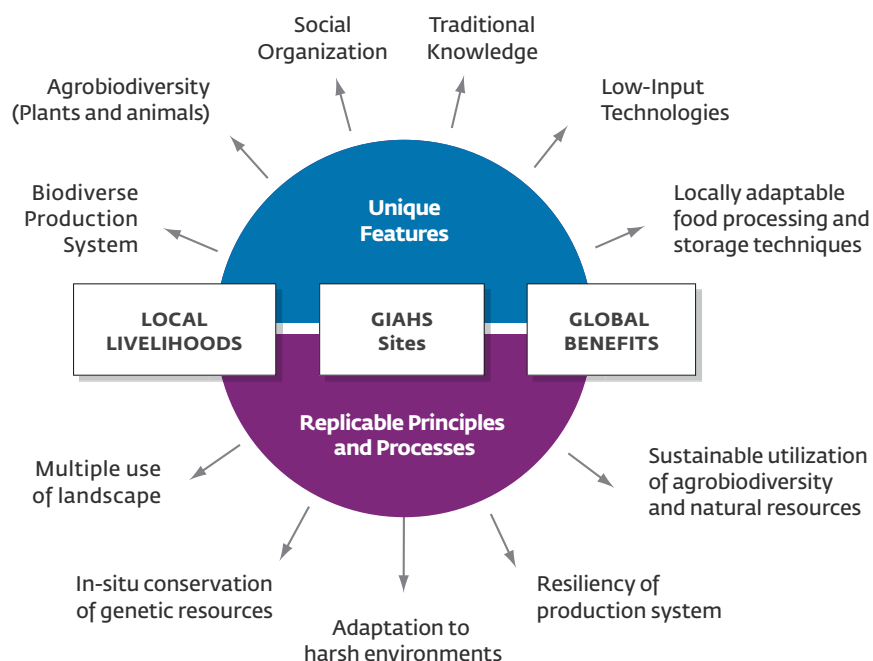 Social
Organization
Traditional
Knowledge
Agrobiodiversity
(Plants and animals)
Low-Input
Technologies
Biodiverse
Production
System
Unique
Features
Locally adaptable
food processing and
storage techniques
LOCAL
LIVELIHOODS
GIAHS
Sites
GLOBAL
BENEFITS
Replicable Principles
and Processes
Multiple use
of landscape
Sustainable utilization
of agrobiodiversity
and natural resources
In-situ conservation
of genetic resources
Adaptation to
harsh environments
Resiliency of
production system